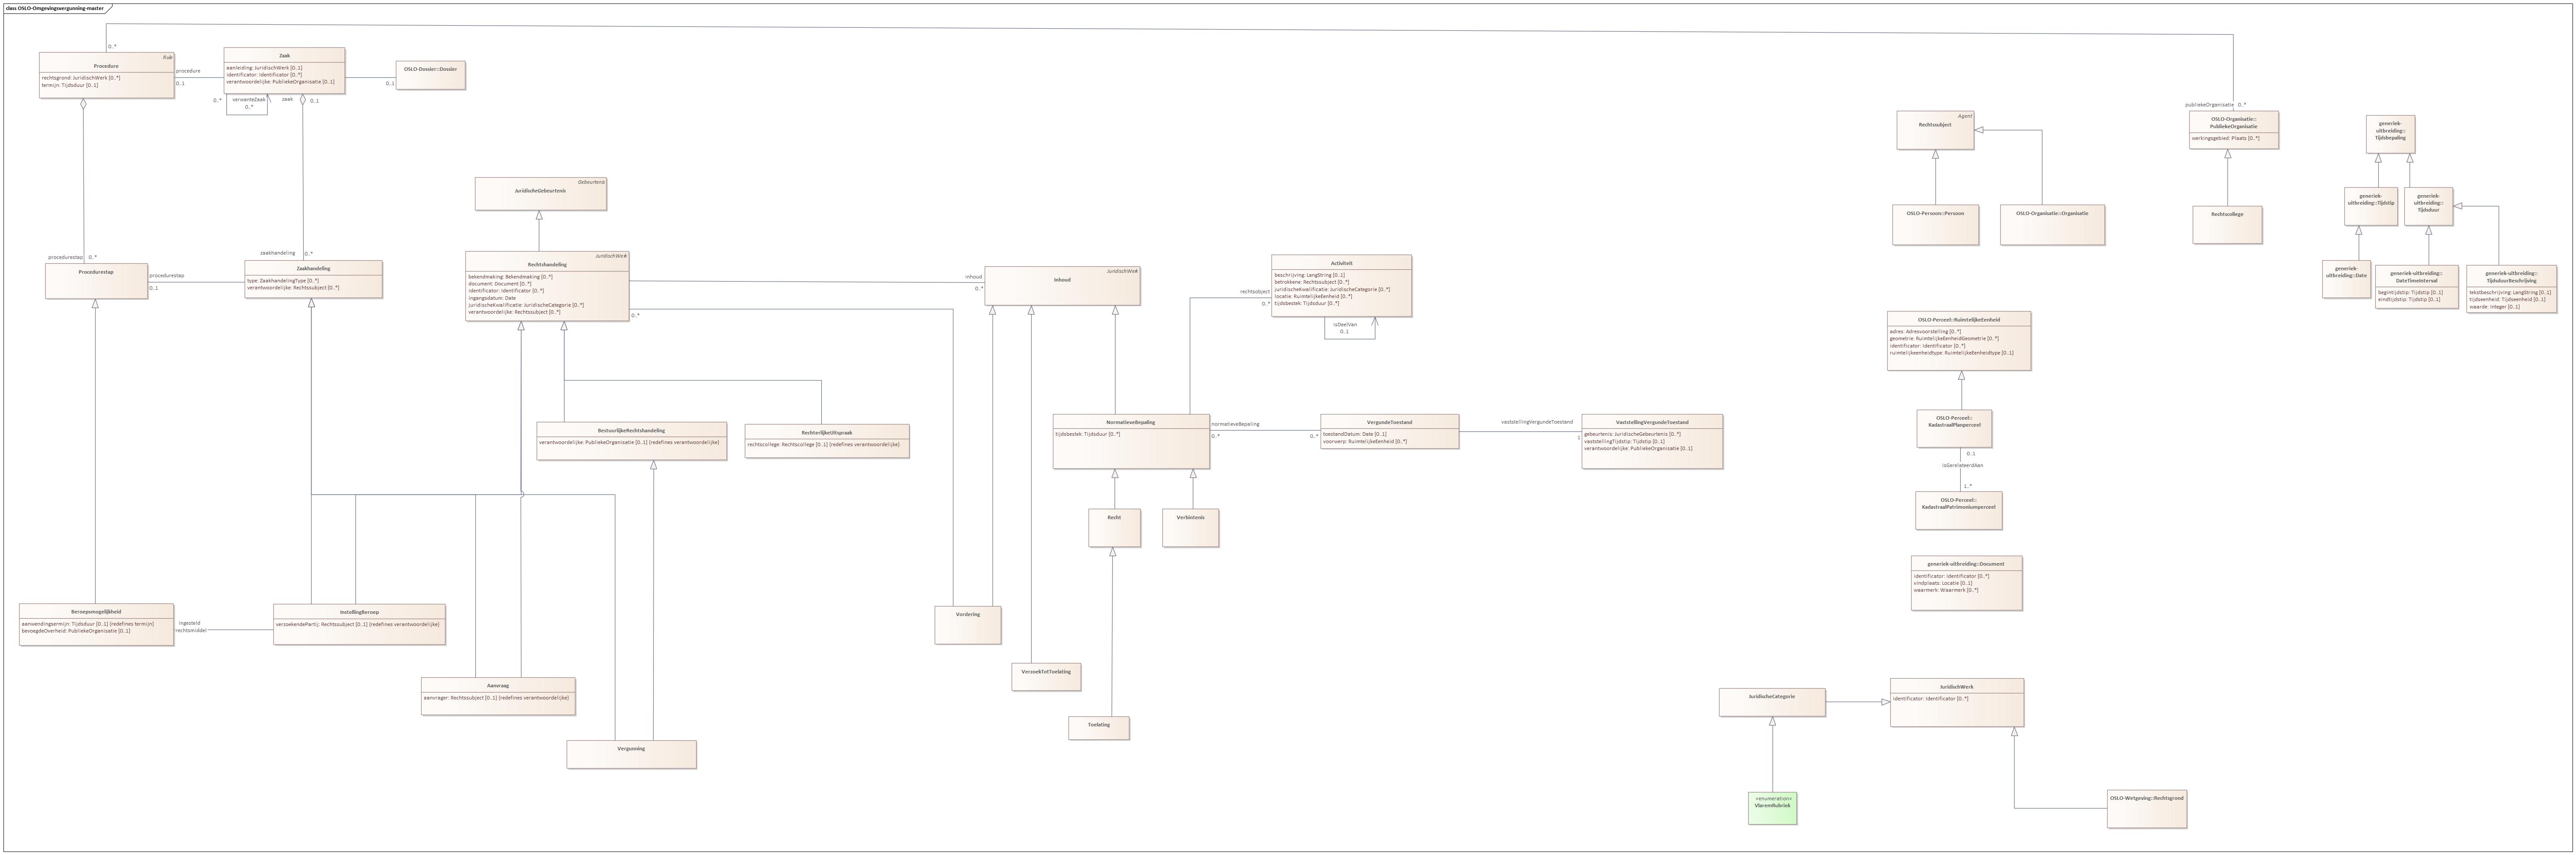 class OSLO-Omgevingsvergunning-master
0..*
Rule
Procedure
rechtsgrond: JuridischWerk [0..*]
termijn: Tijdsduur [0..1]
procedure
0..1
Zaak
aanleiding: JuridischWerk [0..1]
identificator: Identificator [0..*]
verantwoordelijke: PubliekeOrganisatie [0..1]
0..*
verwanteZaak
0..*
zaak
0..1
0..1
OSLO-Dossier::Dossier
procedurestap
0..*
Procedurestap
procedurestap
0..1
zaakhandeling
0..*
Zaakhandeling
type: ZaakhandelingType [0..*]
verantwoordelijke: Rechtssubject [0..*]
Gebeurtenis
JuridischeGebeurtenis
JuridischWerk
Rechtshandeling
bekendmaking: Bekendmaking [0..*]
document: Document [0..*]
identificator: Identificator [0..*]
ingangsdatum: Date
juridischeKwalificatie: JuridischeCategorie [0..*]
verantwoordelijke: Rechtssubject [0..*]
0..*
inhoud
0..*
JuridischWerk
Inhoud
rechtsobject
0..*
Activiteit
beschrijving: LangString [0..1]
betrokkene: Rechtssubject [0..*]
juridischeKwalificatie: JuridischeCategorie [0..*]
locatie: RuimtelijkeEenheid [0..*]
tijdsbestek: Tijdsduur [0..*]
isDeelVan
0..1
BestuurlijkeRechtshandeling
verantwoordelijke: PubliekeOrganisatie [0..1] {redefines verantwoordelijke}
RechterlijkeUitspraak
rechtscollege: Rechtscollege [0..1] {redefines verantwoordelijke}
NormatieveBepaling
tijdsbestek: Tijdsduur [0..*]
normatieveBepaling
0..*
0..*
VergundeToestand
toestandDatum: Date [0..1]
voorwerp: RuimtelijkeEenheid [0..*]
vaststellingVergundeToestand
1
VaststellingVergundeToestand
gebeurtenis: JuridischeGebeurtenis [0..*]
vaststellingTijdstip: Tijdstip [0..1]
verantwoordelijke: PubliekeOrganisatie [0..1]
Recht
Verbintenis
Beroepsmogelijkheid
aanvendingsermijn: Tijdsduur [0..1] {redefines termijn}
bevoegdeOverheid: PubliekeOrganisatie [0..1]
ingesteld
rechtsmiddel
InstellingBeroep
verzoekendePartij: Rechtssubject [0..1] {redefines verantwoordelijke}
Aanvraag
aanvrager: Rechtssubject [0..1] {redefines verantwoordelijke}
Vergunning
Vordering
VerzoekTotToelating
Toelating
Agent
Rechtssubject
OSLO-Persoon::Persoon
OSLO-Organisatie::Organisatie
publiekeOrganisatie 0..*
OSLO-Organisatie::
PubliekeOrganisatie
werkingsgebied: Plaats [0..*]
Rechtscollege
generiek-
uitbreiding::
Tijdsbepaling
generiek-
uitbreiding::Tijdstip
generiek-
uitbreiding::
Tijdsduur
generiek-
uitbreiding::Date
generiek-uitbreiding::
DateTimeInterval
begintijdstip: Tijdstip [0..1]
eindtijdstip: Tijdstip [0..1]
generiek-uitbreiding::
TijdsduurBeschrijving
tekstbeschrijving: LangString [0..1]
tijdseenheid: Tijdseenheid [0..1]
waarde: Integer [0..1]
OSLO-Perceel::RuimtelijkeEenheid
adres: Adresvoorstelling [0..*]
geometrie: RuimtelijkeEenheidGeometrie [0..*]
identificator: Identificator [0..*]
ruimtelijkeenheidtype: RuimtelijkeEenheidtype [0..1]
OSLO-Perceel::
KadastraalPlanperceel
0..1
isGerelateerdAan
1..*
OSLO-Perceel::
KadastraalPatrimoniumperceel
generiek-uitbreiding::Document
identificator: Identificator [0..*]
vindplaats: Locatie [0..1]
waarmerk: Waarmerk [0..*]
JuridischeCategorie
JuridischWerk
identificator: Identificator [0..*]
«enumeration»
VlaremRubriek
OSLO-Wetgeving::Rechtsgrond